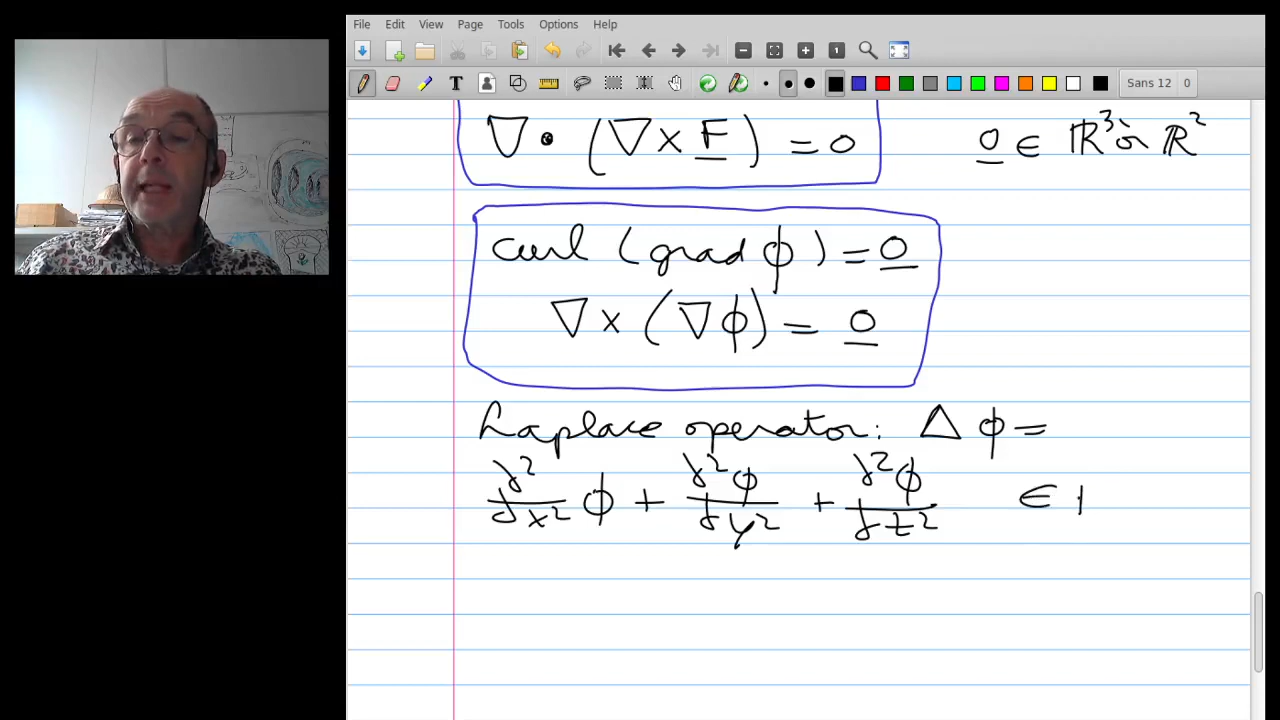 File Edit View Page Tools Options Help
Sans 12 0
∇ • (∇ × F) = 0 0 ∈ ℝ³ or ℝ²
curl (grad φ) = 0
∇ × (∇φ) = 0
Laplace operator: Δ φ =
∂²/∂x² φ + ∂²φ/∂y² + ∂²φ/∂z² ∈